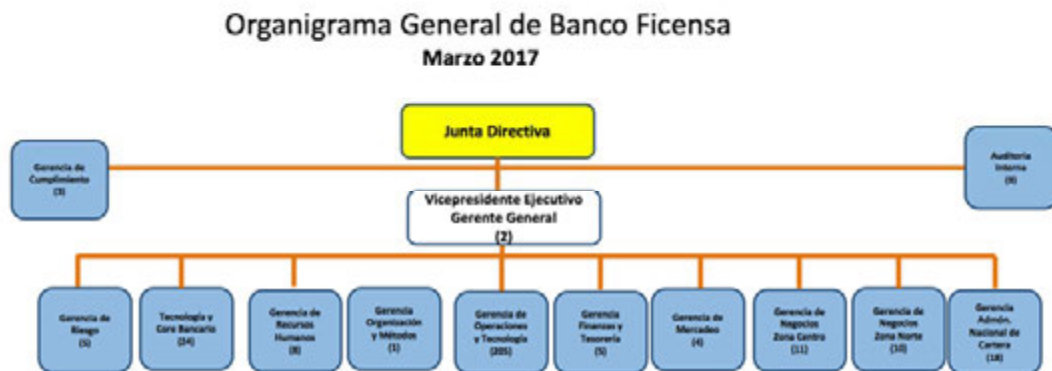 Organigrama General de Banco Ficensa
Marzo 2017
Junta Directiva
Gerencia de
Cumplimiento
(3)
Auditoria
Interna
(9)
Vicepresidente Ejecutivo
Gerente General
(2)
Gerencia de
Riesgo
(5)
Tecnología y
Core Bancario
(24)
Gerencia de
Recursos
Humanos
(8)
Gerencia
Organización
y Métodos
(1)
Gerencia de
Operaciones
y Tecnología
(205)
Gerencia
Finanzas y
Tesorería
(5)
Gerencia de
Mercadeo
(4)
Gerencia de
Negocios
Zona Centro
(11)
Gerencia de
Negocios
Zona Norte
(10)
Gerencia
Admón.
Nacional de
Cartera
(18)